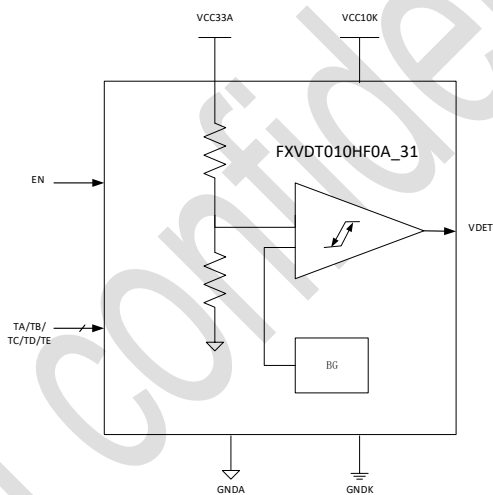 VCC33A
VCC10K
FXVDT010HF0A_31
EN
VDET
TA/TB/
TC/TD/TE
BG
GNDA
GNDK